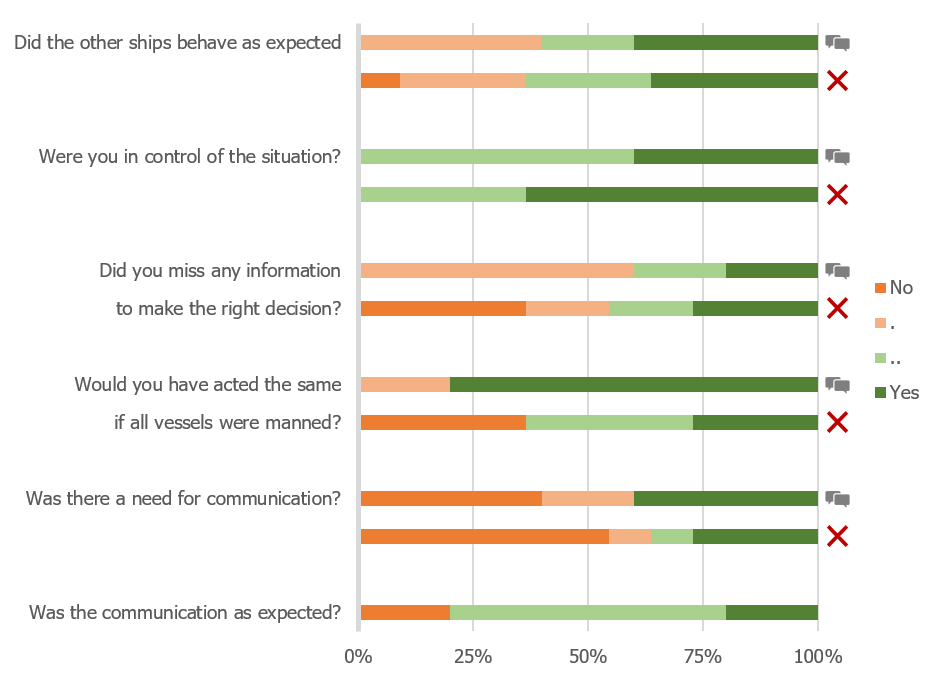 Did the other ships behave as expected
Were you in control of the situation?
Did you miss any information
to make the right decision?
Would you have acted the same
if all vessels were manned?
Was there a need for communication?
Was the communication as expected?
0%
25%
50%
75%
100%
No
.
..
Yes